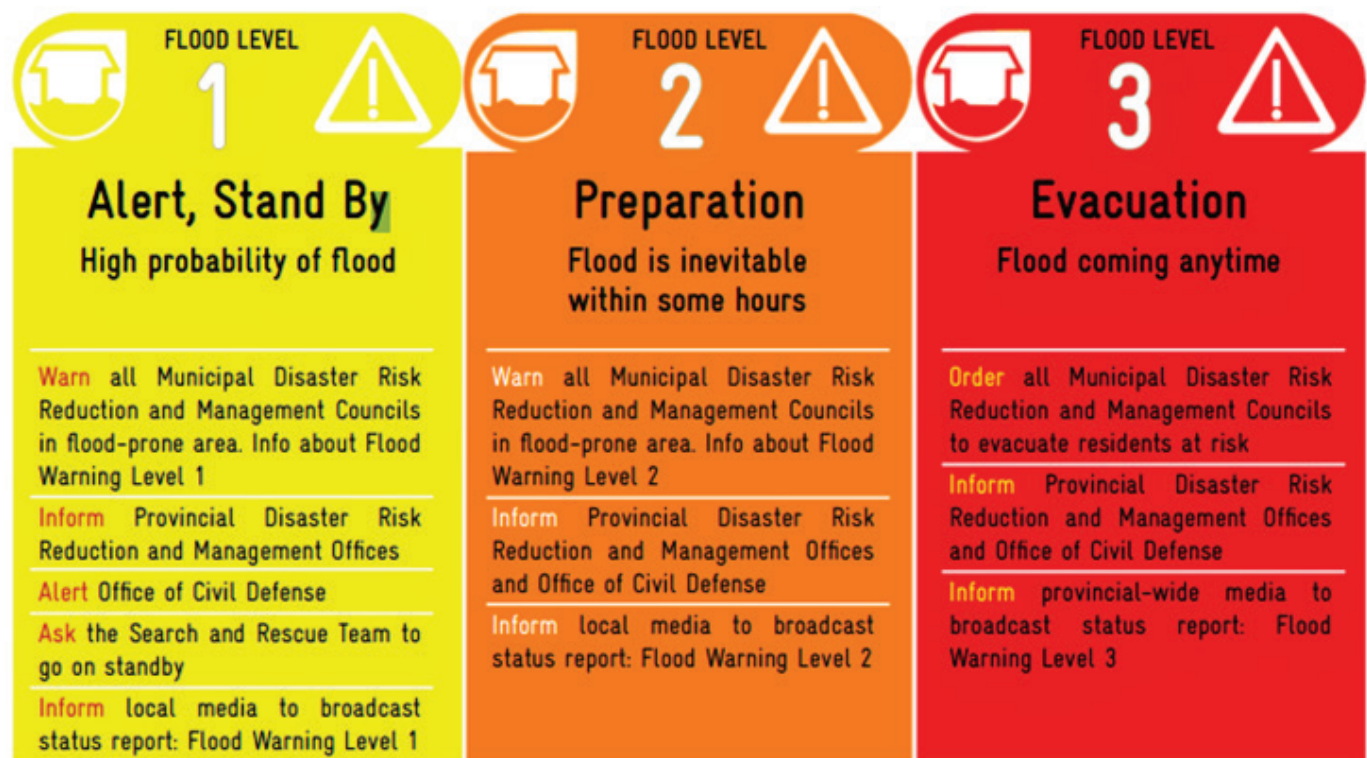 FLOOD LEVEL
1
Alert, Stand By
High probability of flood
Warn all Municipal Disaster Risk
Reduction and Management Councils
in flood-prone area. Info about Flood
Warning Level 1
Inform Provincial Disaster Risk
Reduction and Management Offices
Alert Office of Civil Defense
Ask the Search and Rescue Team to
go on standby
Inform local media to broadcast
status report: Flood Warning Level 1
FLOOD LEVEL
2
Preparation
Flood is inevitable
within some hours
Warn all Municipal Disaster Risk
Reduction and Management Councils
in flood-prone area. Info about Flood
Warning Level 2
Inform Provincial Disaster Risk
Reduction and Management Offices
and Office of Civil Defense
Inform local media to broadcast
status report: Flood Warning Level 2
FLOOD LEVEL
3
Evacuation
Flood coming anytime
Order all Municipal Disaster Risk
Reduction and Management Councils
to evacuate residents at risk
Inform Provincial Disaster Risk
Reduction and Management Offices
and Office of Civil Defense
Inform provincial-wide media to
broadcast status report: Flood
Warning Level 3